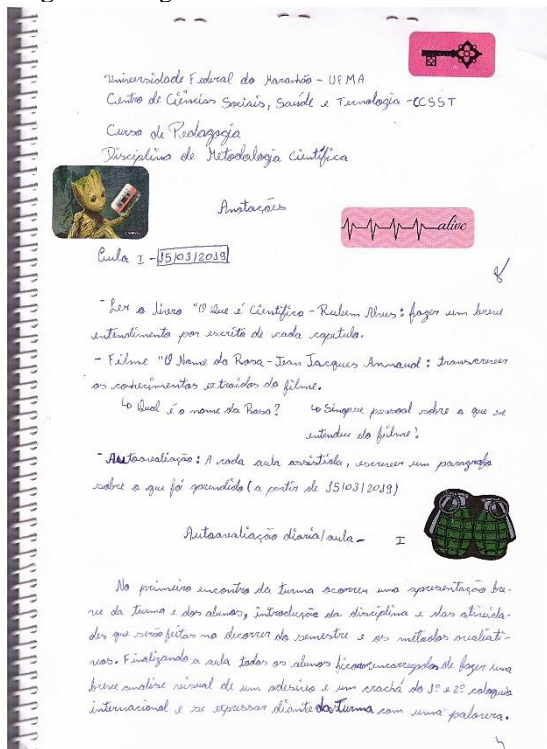 Universidade Federal do Maranhão - UFMA
Centro de Ciências Sociais, Saúde e Tecnologia - CCSST
Curso de Pedagogia
Disciplina de Metodologia Científica
Anotações
alive
Aula I - 15/03/2019
- Ler o livro "O Que é Científico - Rubem Alves: fazer um breve
entendimento por escrito de cada capítulo.
- Filme "O Nome da Rosa - Jean Jacques Annaud: transcrever
os conhecimentos extraídos do filme.
↳ Qual é o nome da Rosa? ↳ Sinopse pessoal sobre o que se
entendeu do filme!
- Autoavaliação: A cada aula assistida, escrever um paragrafo
sobre o que foi aprendido (a partir de 15/03/2019)
Autoavaliação diária/aula - I
No primeiro encontro da turma ocorreu uma apresentação bre-
ve da turma e dos alunos, introdução da disciplina e das ativida-
des que serão feitas no decorrer do semestre e os métodos avaliati-
vos. Finalizando a aula todos os alunos ficaram encarregados de fazer uma
breve analise visual de um adesivo e um crachá do 1º e 2º coloquio
internacional e se expressar diante da turma com uma palavra.